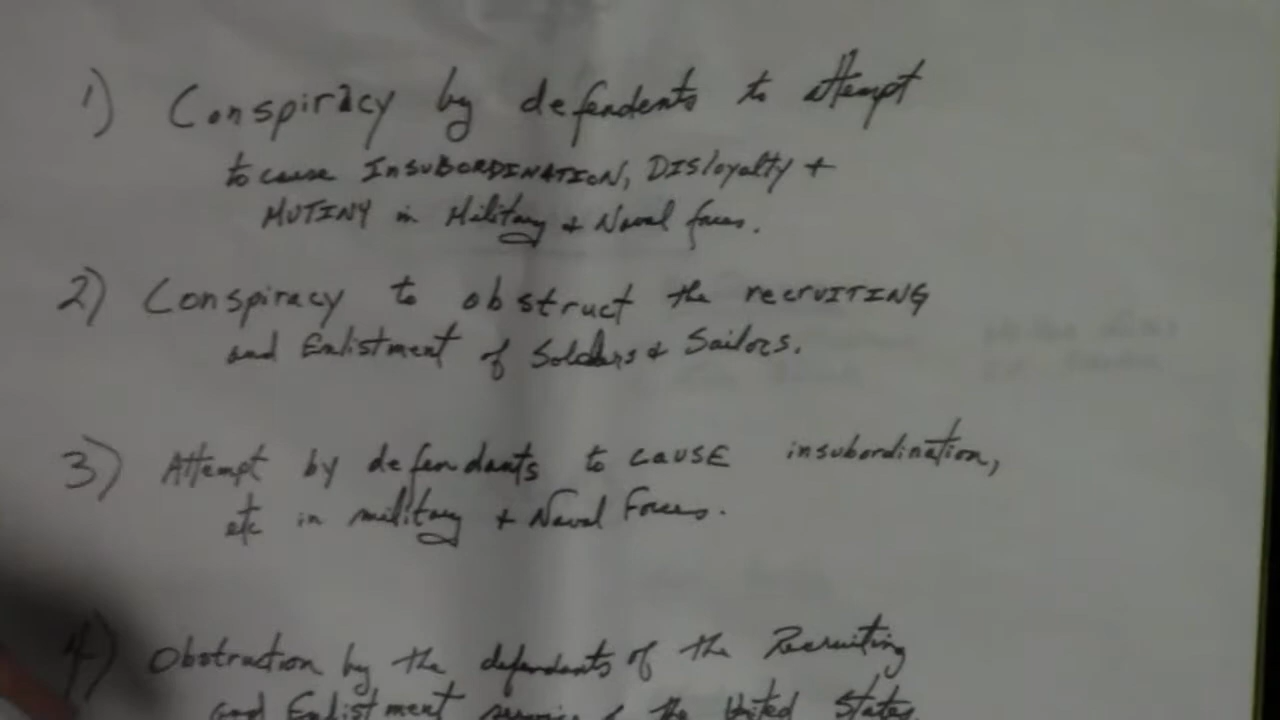 1) Conspiracy by defendents to attempt
to cause INSUBORDINATION, DISloyalty +
MUTINY in Military + Naval forces.
2) Conspiracy to obstruct the recruITING
and Enlistment of Soldiers + Sailors.
3) Attempt by defendants to CAUSE insubordination,
etc in military + Naval Forces.
4) Obstruction by the defendants of the Recruiting
and Enlistment service of the United States